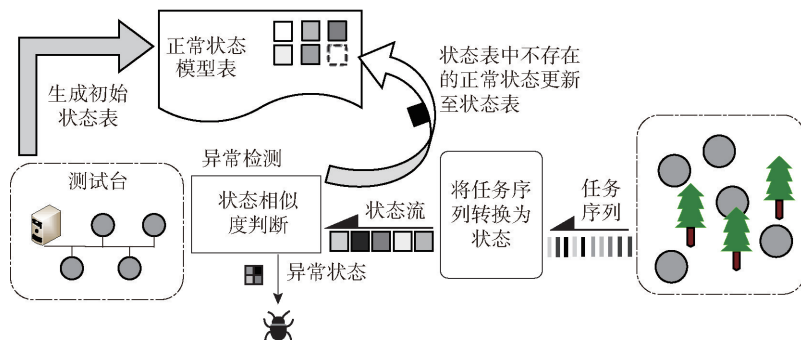 正常状态
模型表
状态表中不存在
的正常状态更新
至状态表
生成初始
状态表
异常检测
测试台
状态相似
度判断
状态流
将任务序
列转换为
状态
任务
序列
异常状态